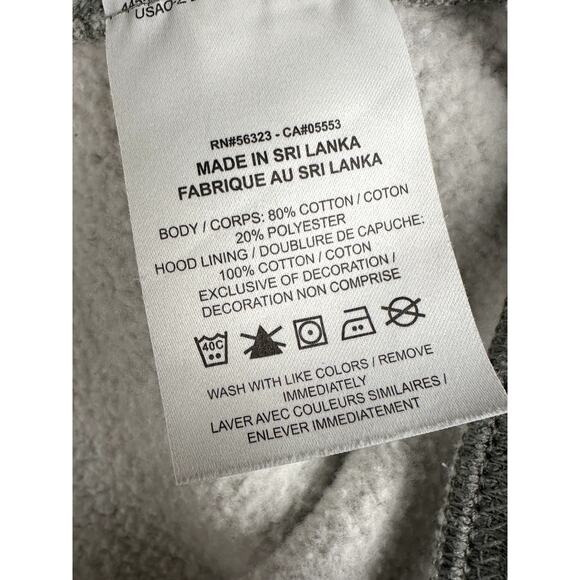 RN#56323 - CA#05553
MADE IN SRI LANKA
FABRIQUE AU SRI LANKA
BODY / CORPS: 80% COTTON / COTON
20% POLYESTER
HOOD LINING / DOUBLURE DE CAPUCHE:
100% COTTON / COTON
EXCLUSIVE OF DECORATION /
DECORATION NON COMPRISE
40C
WASH WITH LIKE COLORS / REMOVE
IMMEDIATELY
LAVER AVEC COULEURS SIMILAIRES /
ENLEVER IMMEDIATEMENT